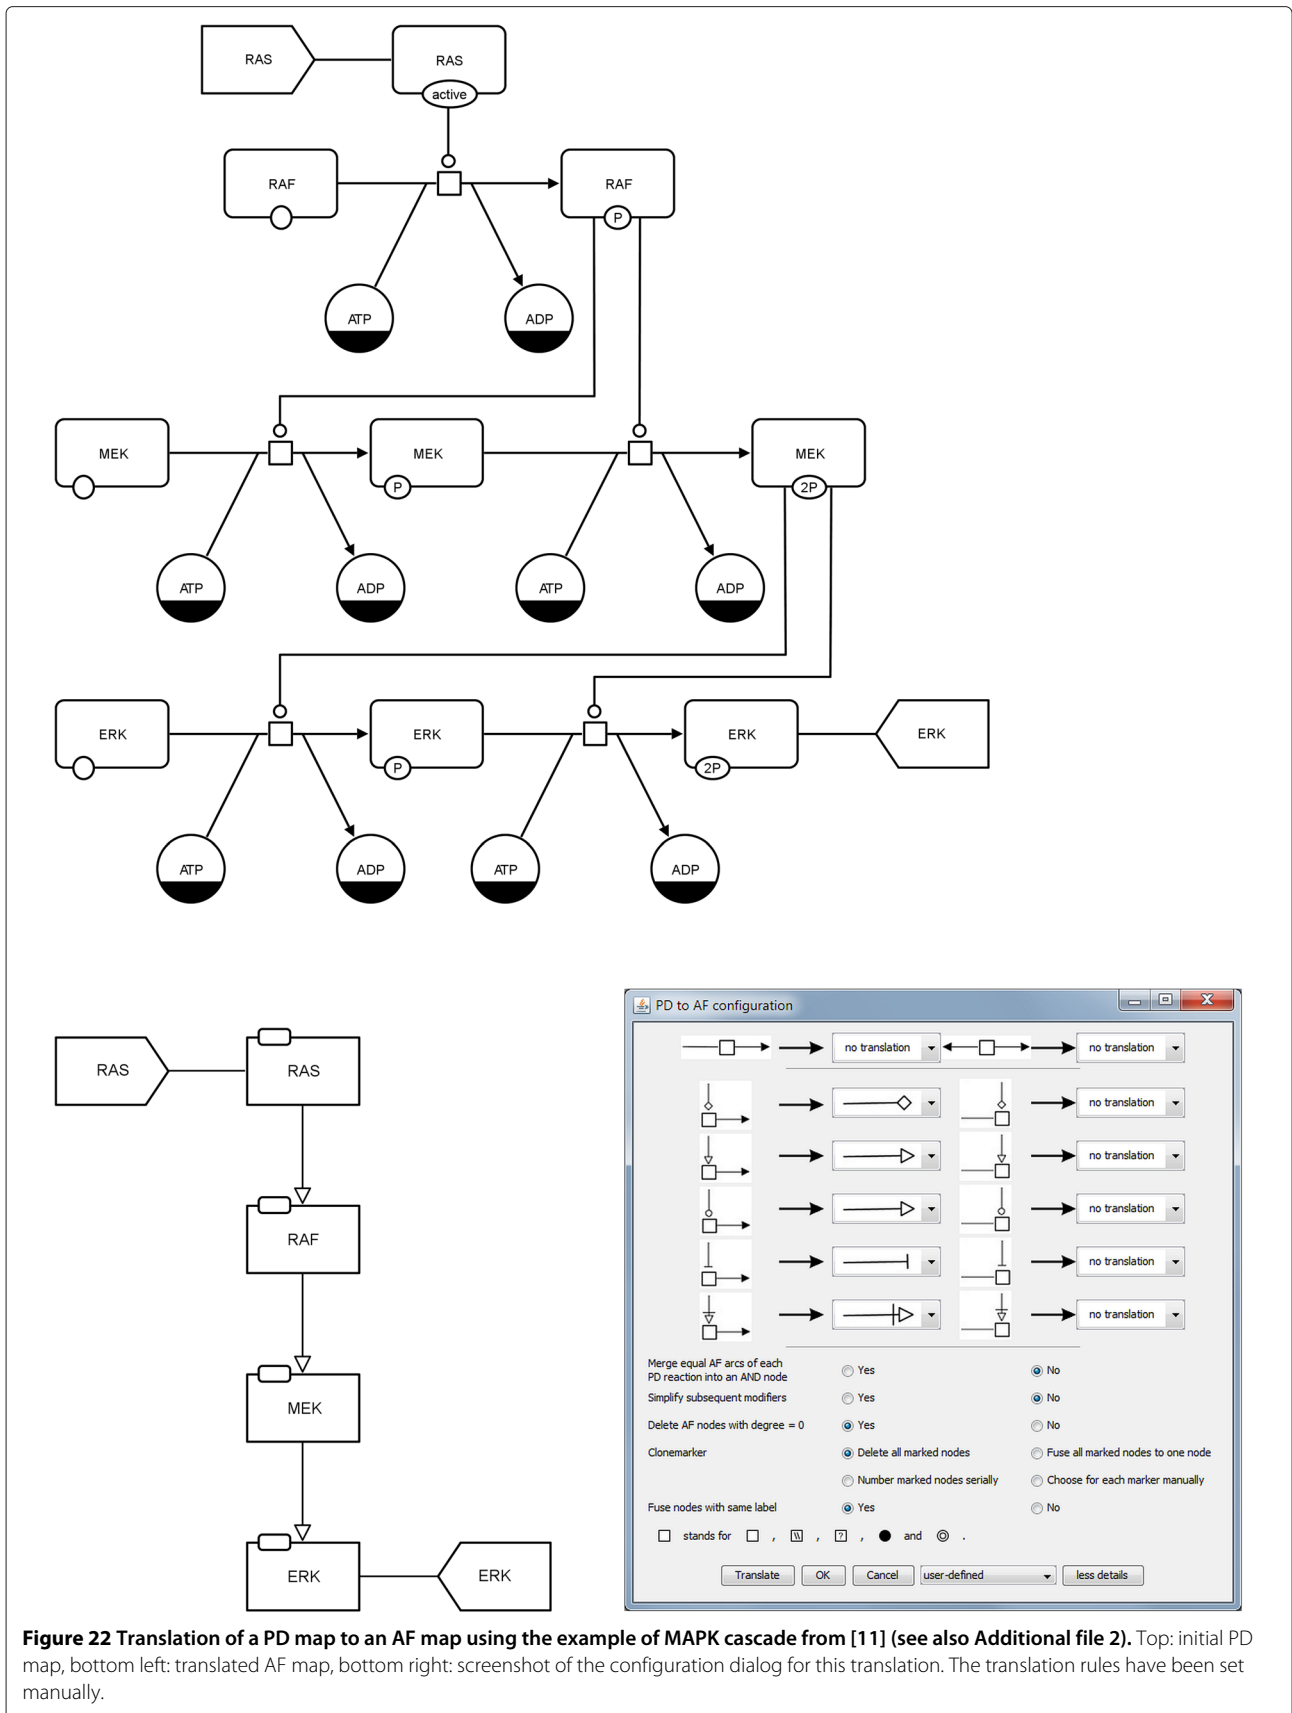 RAS
RAS
active
RAF
RAF
P
ATP
ADP
MEK
MEK
P
MEK
2P
ATP
ADP
ATP
ADP
ERK
ERK
P
ERK
2P
ERK
ATP
ADP
ATP
ADP
RAS
RAS
RAF
MEK
ERK
ERK
PD to AF configuration
no translation
no translation
no translation
no translation
no translation
no translation
no translation
Merge equal AF arcs of each
PD reaction into an AND node
Yes
No
Simplify subsequent modifiers
Yes
No
Delete AF nodes with degree = 0
Yes
No
Clonemarker
Delete all marked nodes
Fuse all marked nodes to one node
Number marked nodes serially
Choose for each marker manually
Fuse nodes with same label
Yes
No
stands for , \\ , ? , and .
Translate
OK
Cancel
user-defined
less details
Figure 22 Translation of a PD map to an AF map using the example of MAPK cascade from [11] (see also Additional file 2). Top: initial PD
map, bottom left: translated AF map, bottom right: screenshot of the configuration dialog for this translation. The translation rules have been set
manually.